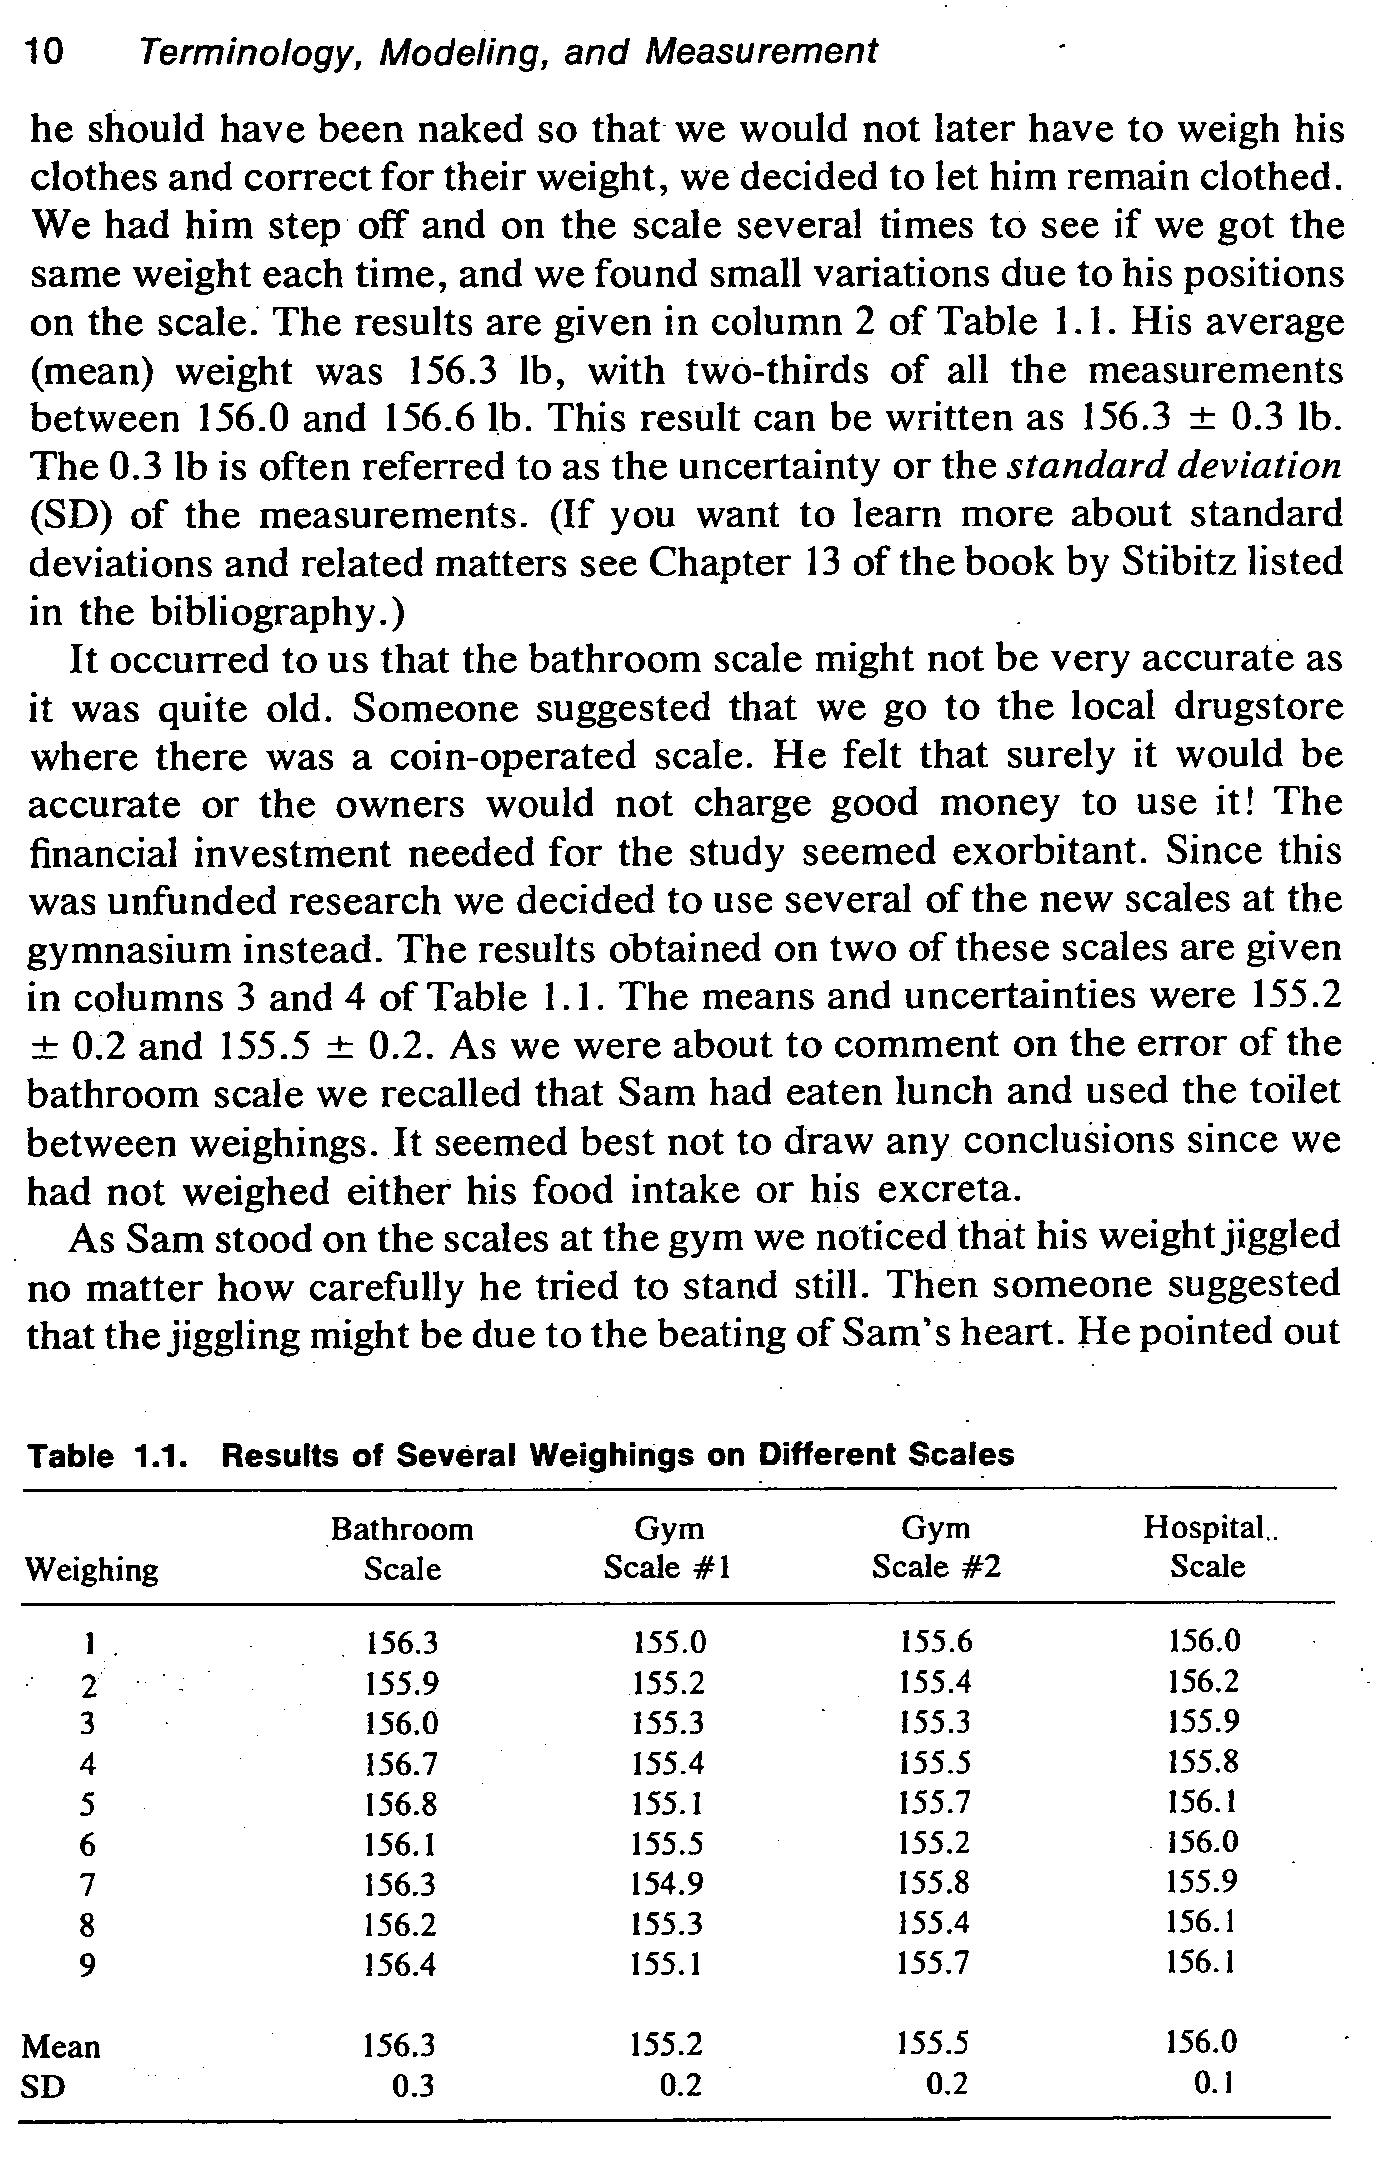 10 Terminology, Modeling, and Measurement
he should have been naked so that we would not later have to weigh his
clothes and correct for their weight, we decided to let him remain clothed.
We had him step off and on the scale several times to see if we got the
same weight each time, and we found small variations due to his positions
on the scale. The results are given in column 2 of Table 1.1. His average
(mean) weight was 156.3 lb, with two-thirds of all the measurements
between 156.0 and 156.6 lb. This result can be written as 156.3 ± 0.3 lb.
The 0.3 lb is often referred to as the uncertainty or the standard deviation
(SD) of the measurements. (If you want to learn more about standard
deviations and related matters see Chapter 13 of the book by Stibitz listed
in the bibliography.)
It occurred to us that the bathroom scale might not be very accurate as
it was quite old. Someone suggested that we go to the local drugstore
where there was a coin-operated scale. He felt that surely it would be
accurate or the owners would not charge good money to use it! The
financial investment needed for the study seemed exorbitant. Since this
was unfunded research we decided to use several of the new scales at the
gymnasium instead. The results obtained on two of these scales are given
in columns 3 and 4 of Table 1.1. The means and uncertainties were 155.2
± 0.2 and 155.5 ± 0.2. As we were about to comment on the error of the
bathroom scale we recalled that Sam had eaten lunch and used the toilet
between weighings. It seemed best not to draw any conclusions since we
had not weighed either his food intake or his excreta.
As Sam stood on the scales at the gym we noticed that his weight jiggled
no matter how carefully he tried to stand still. Then someone suggested
that the jiggling might be due to the beating of Sam's heart. He pointed out
Table 1.1. Results of Several Weighings on Different Scales
Bathroom Gym Gym Hospital
Weighing Scale Scale #1 Scale #2 Scale
1 156.3 155.0 155.6 156.0
2 155.9 155.2 155.4 156.2
3 156.0 155.3 155.3 155.9
4 156.7 155.4 155.5 155.8
5 156.8 155.1 155.7 156.1
6 156.1 155.5 155.2 156.0
7 156.3 154.9 155.8 155.9
8 156.2 155.3 155.4 156.1
9 156.4 155.1 155.7 156.1
Mean 156.3 155.2 155.5 156.0
SD 0.3 0.2 0.2 0.1